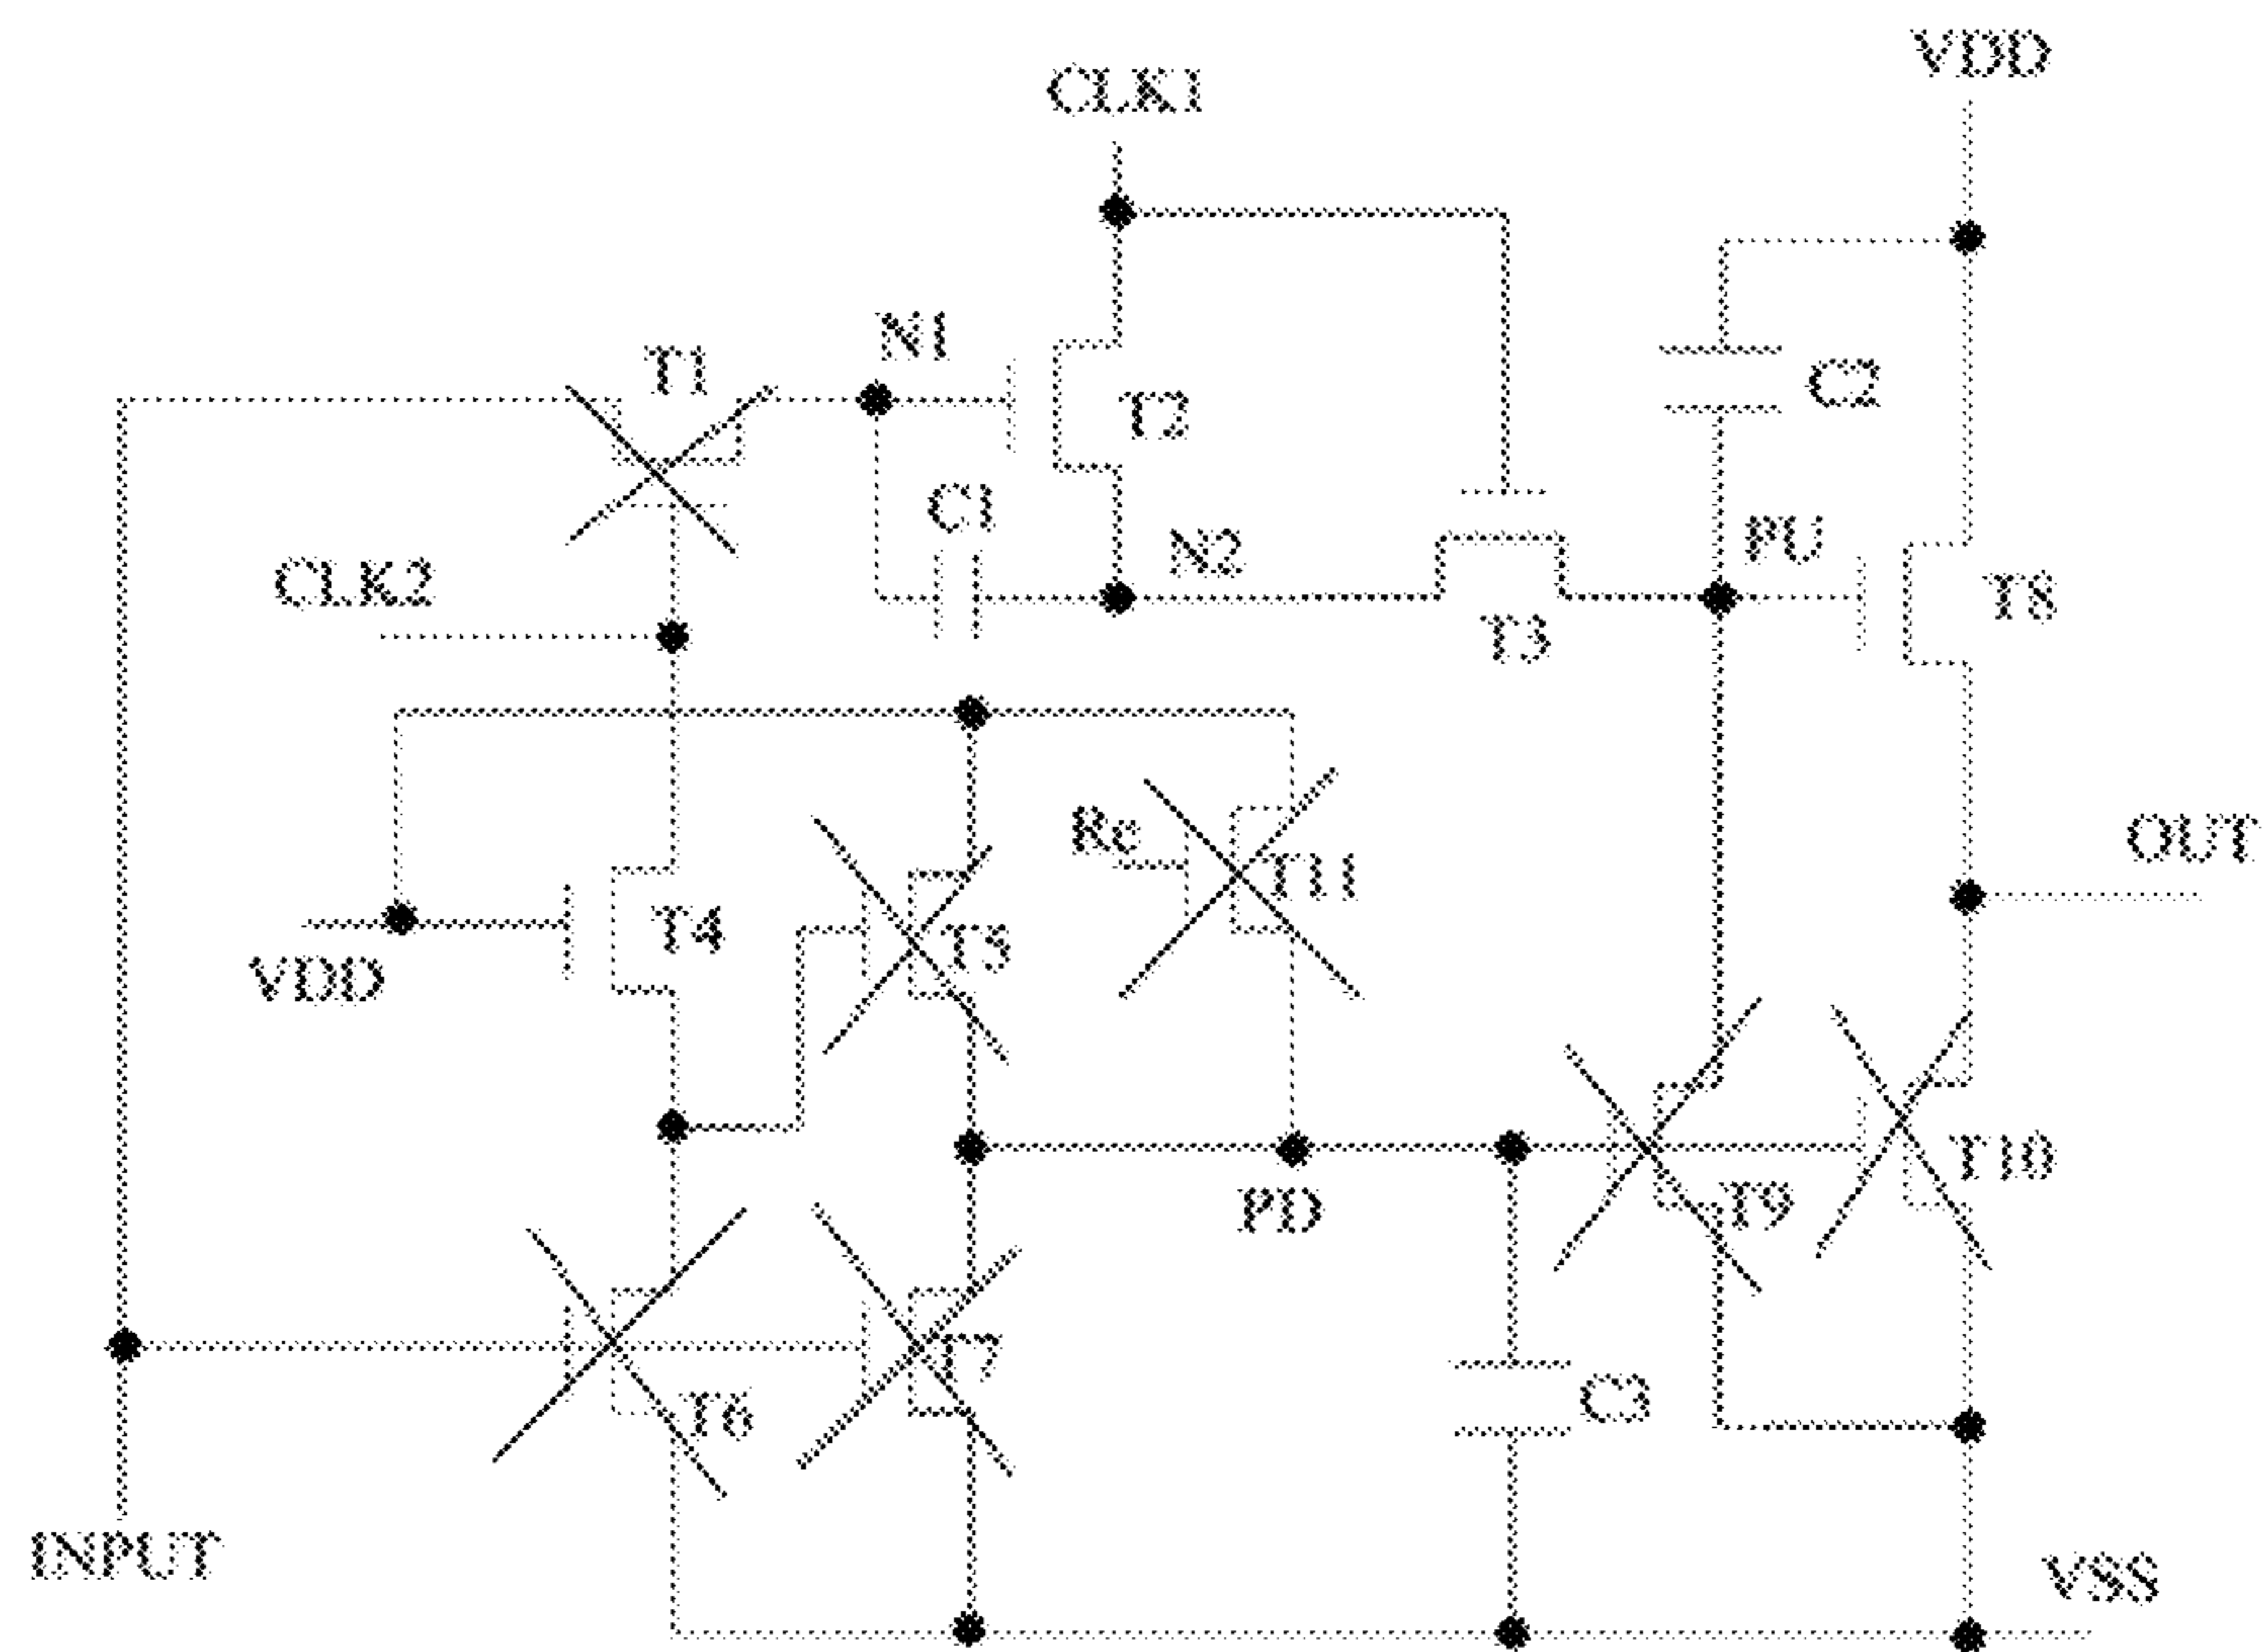 VDD
CLK1
N1
T1
C2
T2
C1
PU
N2
CLK2
T8
T3
Rc
OUT
T11
T4
T5
VDD
T10
PD
T9
T7
C3
T6
INPUT
VSS